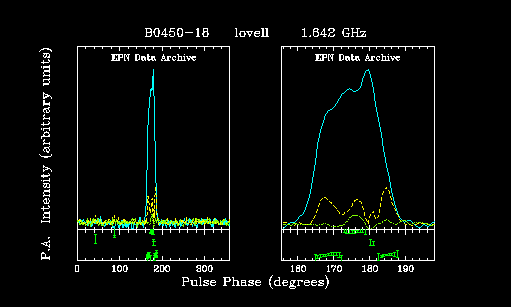 B0450-18 lovell 1.642 GHz
EPN Data Archive EPN Data Archive
P.A. Intensity (arbitrary units)
0 100 200 300 160 170 180 190
Pulse Phase (degrees)